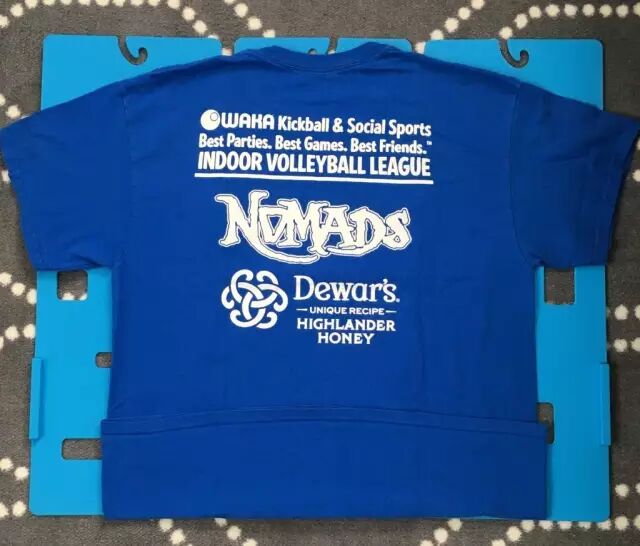 WAKA Kickball & Social Sports
Best Parties. Best Games. Best Friends.™
INDOOR VOLLEYBALL LEAGUE
NOMADS
Dewar's.
UNIQUE RECIPE
HIGHLANDER
HONEY